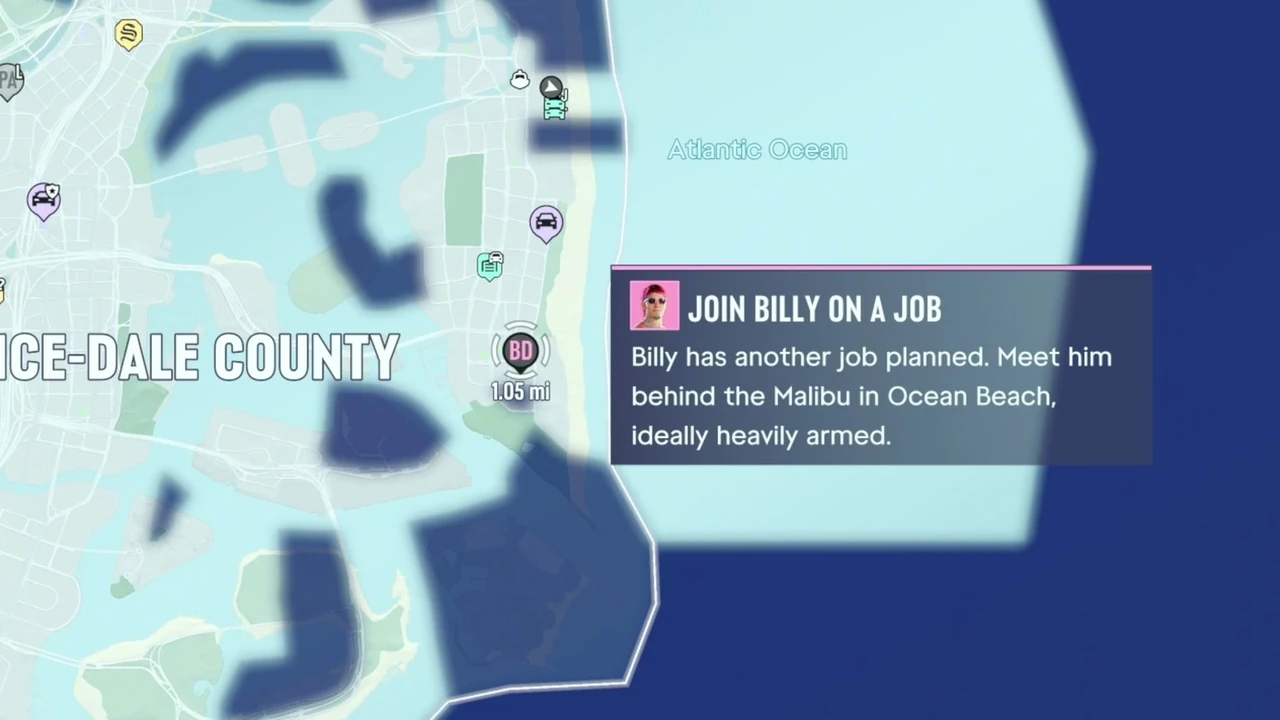 S
PA
L
Atlantic Ocean
JOIN BILLY ON A JOB
Billy has another job planned. Meet him
behind the Malibu in Ocean Beach,
ideally heavily armed.
ICE-DALE COUNTY
BD
1.05 mi